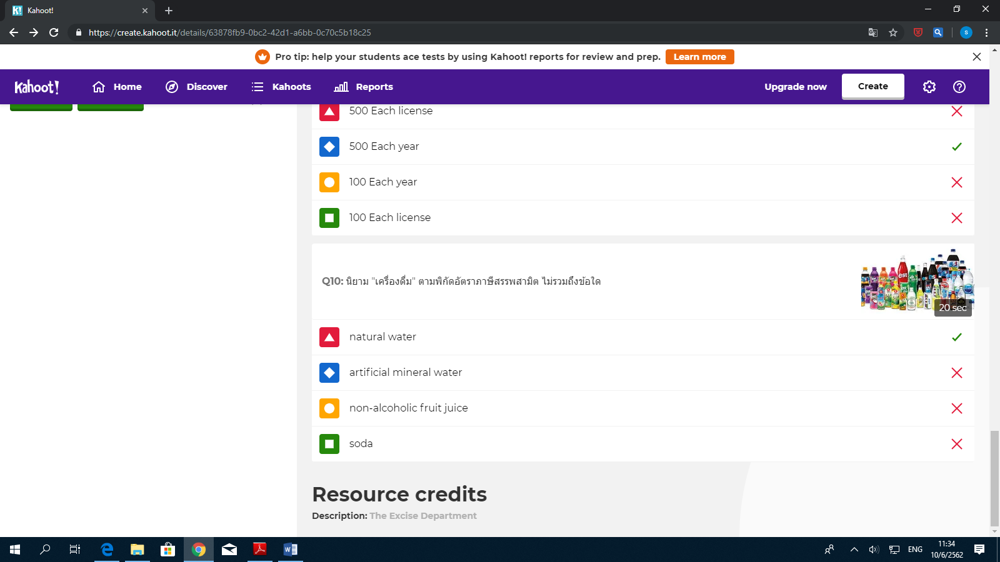 Kahoot!
https://create.kahoot.it/details/63878fb9-0bc2-42d1-a6bb-0c70c5b18c25
s
Pro tip: help your students ace tests by using Kahoot! reports for review and prep. Learn more
Kahoot! Home Discover Kahoots Reports Upgrade now Create
500 Each license
500 Each year
100 Each year
100 Each license
Q10: นิยาม "เครื่องดื่ม" ตามพิกัดอัตราภาษีสรรพสามิต ไม่รวมถึงข้อใด
est
20 sec
natural water
artificial mineral water
non-alcoholic fruit juice
soda
Resource credits
Description: The Excise Department
ENG
11:34
10/6/2562